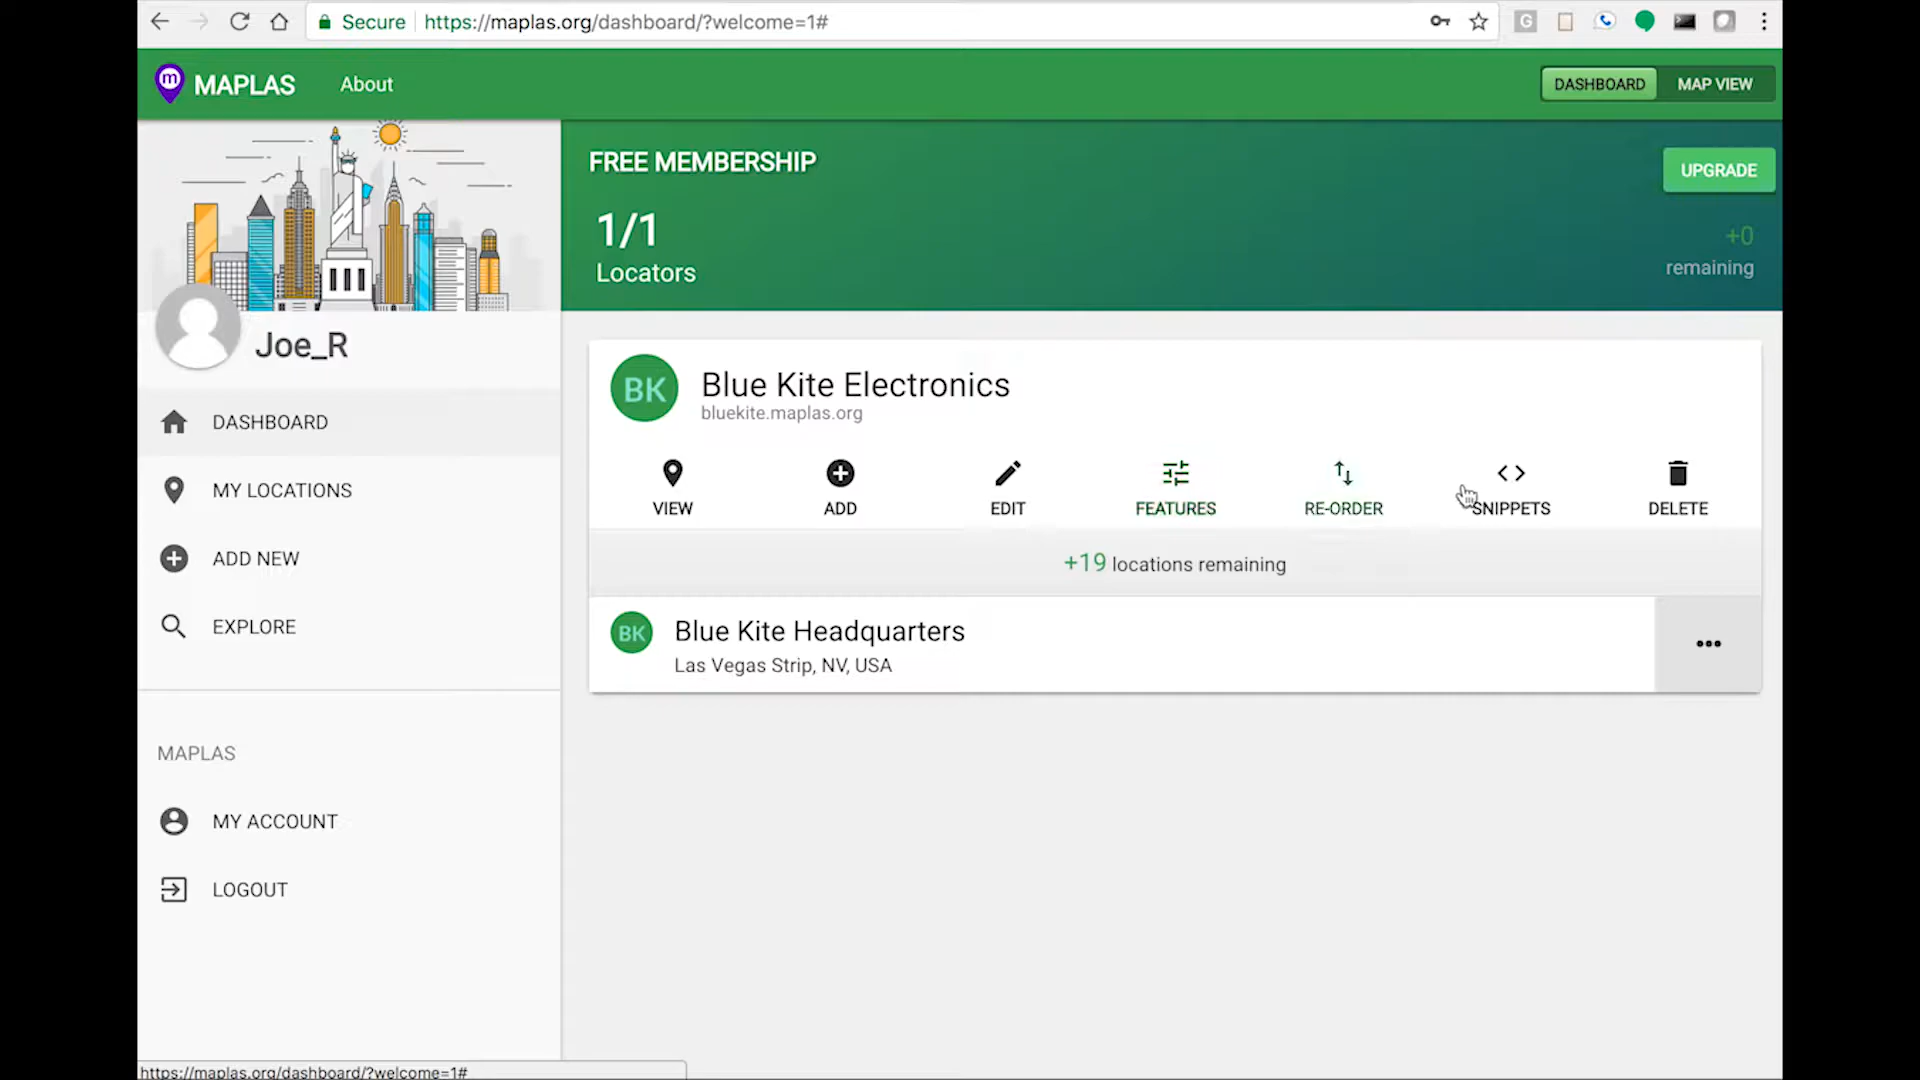 Secure https://maplas.org/dashboard/?welcome=1#
G
m MAPLAS About DASHBOARD MAP VIEW
FREE MEMBERSHIP UPGRADE
1/1
Locators
+0
remaining
Joe_R
DASHBOARD
MY LOCATIONS
ADD NEW
EXPLORE
MAPLAS
MY ACCOUNT
LOGOUT
BK Blue Kite Electronics
bluekite.maplas.org
VIEW ADD EDIT FEATURES RE-ORDER SNIPPETS DELETE
+19 locations remaining
BK Blue Kite Headquarters
Las Vegas Strip, NV, USA
https://maplas.org/dashboard/?welcome=1#